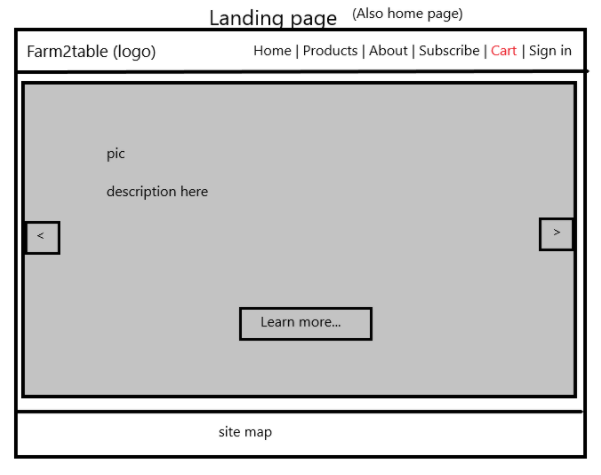 Landing page (Also home page)
Farm2table (logo) Home | Products | About | Subscribe | Cart | Sign in
pic
description here
< >
Learn more...
site map